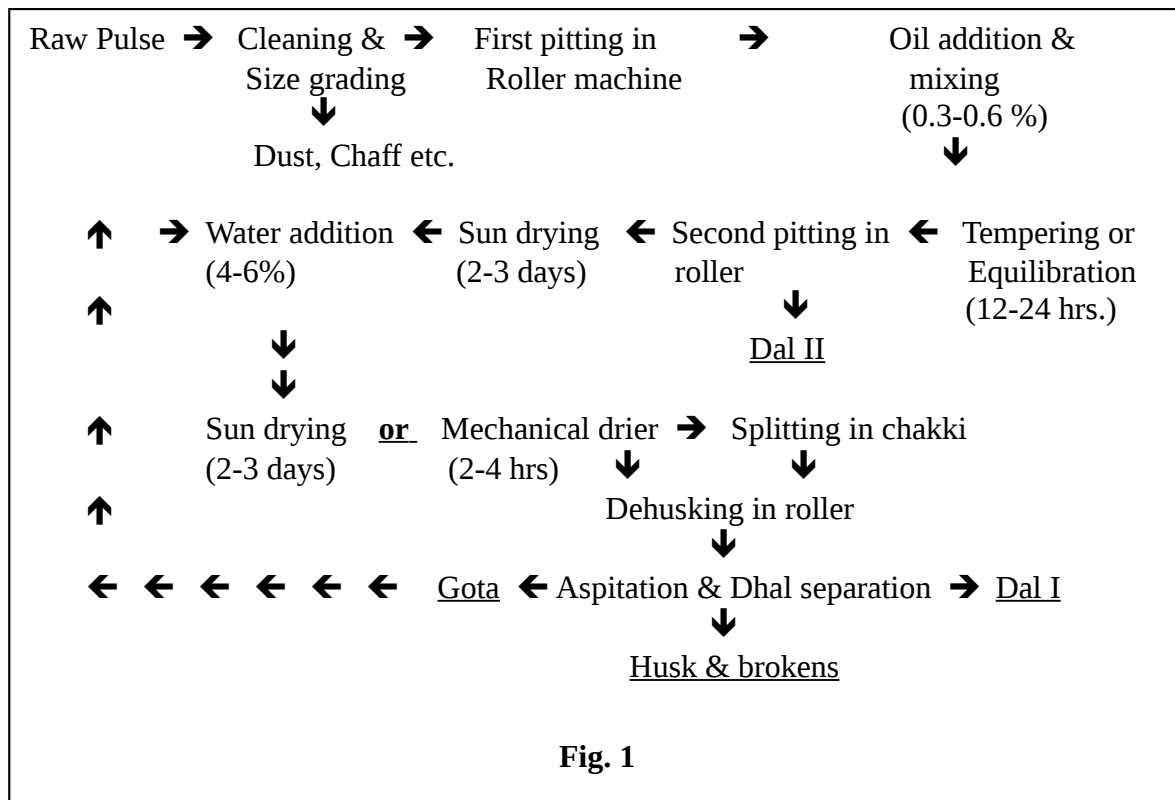 Raw Pulse → Cleaning & → First pitting in → Oil addition &
Size grading Roller machine mixing
↓ (0.3-0.6 %)
Dust, Chaff etc. ↓
↑ → Water addition ← Sun drying ← Second pitting in ← Tempering or
(4-6%) (2-3 days) roller Equilibration
↑ ↓ (12-24 hrs.)
↓ Dal II
↓
↑ Sun drying or Mechanical drier → Splitting in chakki
(2-3 days) (2-4 hrs) ↓ ↓
↑ Dehusking in roller
↓
← ← ← ← ← ← Gota ← Aspitation & Dhal separation → Dal I
↓
Husk & brokens
Fig. 1